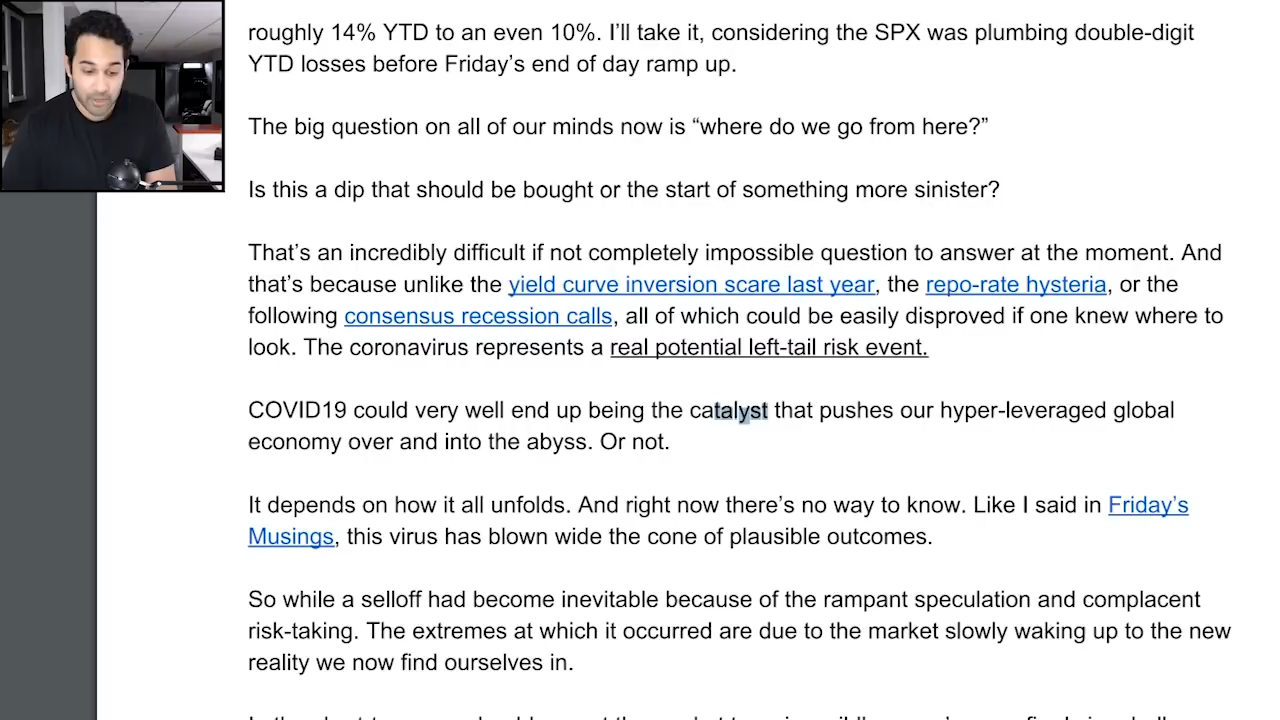 roughly 14% YTD to an even 10%. I’ll take it, considering the SPX was plumbing double-digit
YTD losses before Friday’s end of day ramp up.
The big question on all of our minds now is “where do we go from here?”
Is this a dip that should be bought or the start of something more sinister?
That’s an incredibly difficult if not completely impossible question to answer at the moment. And
that’s because unlike the yield curve inversion scare last year, the repo-rate hysteria, or the
following consensus recession calls, all of which could be easily disproved if one knew where to
look. The coronavirus represents a real potential left-tail risk event.
COVID19 could very well end up being the catalyst that pushes our hyper-leveraged global
economy over and into the abyss. Or not.
It depends on how it all unfolds. And right now there’s no way to know. Like I said in Friday’s
Musings, this virus has blown wide the cone of plausible outcomes.
So while a selloff had become inevitable because of the rampant speculation and complacent
risk-taking. The extremes at which it occurred are due to the market slowly waking up to the new
reality we now find ourselves in.